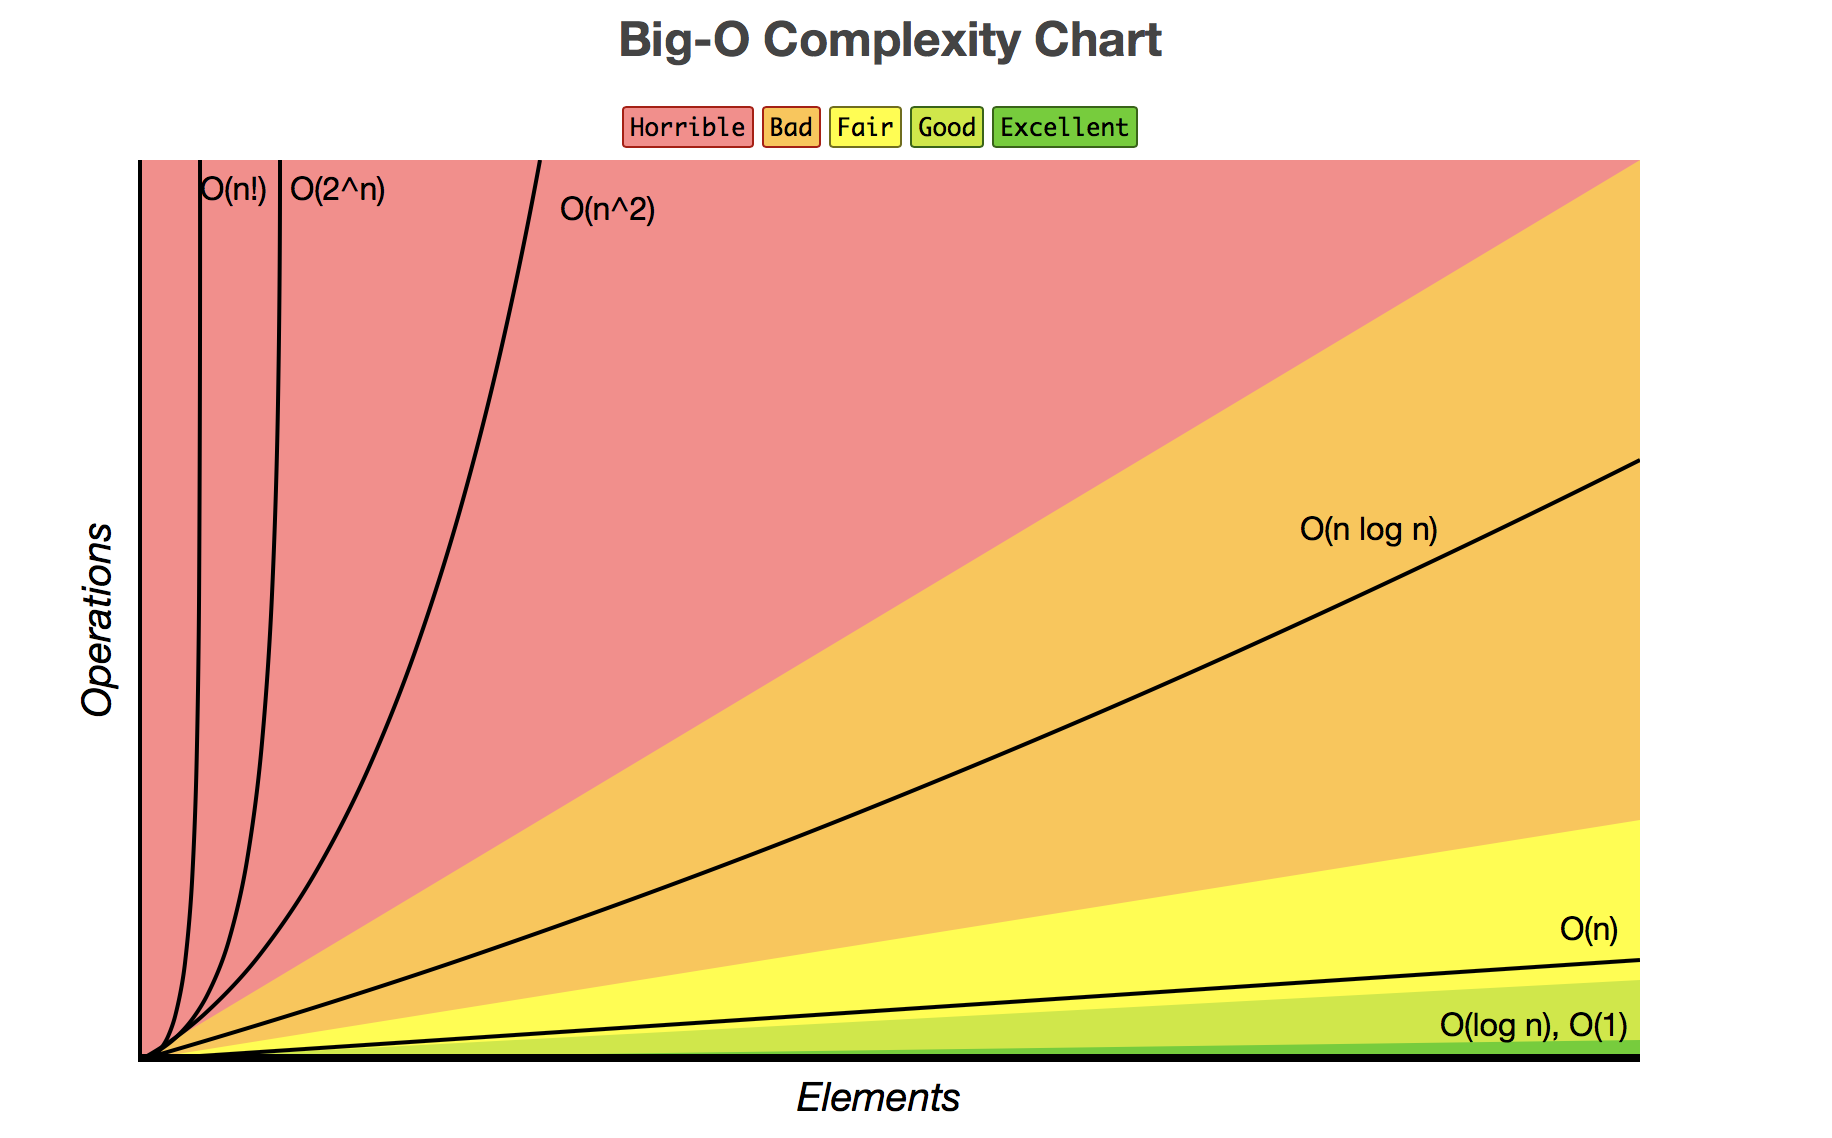 Big-O Complexity Chart
Horrible Bad Fair Good Excellent
O(n!) O(2^n)
O(n^2)
O(n log n)
O(n)
O(log n), O(1)
Operations
Elements